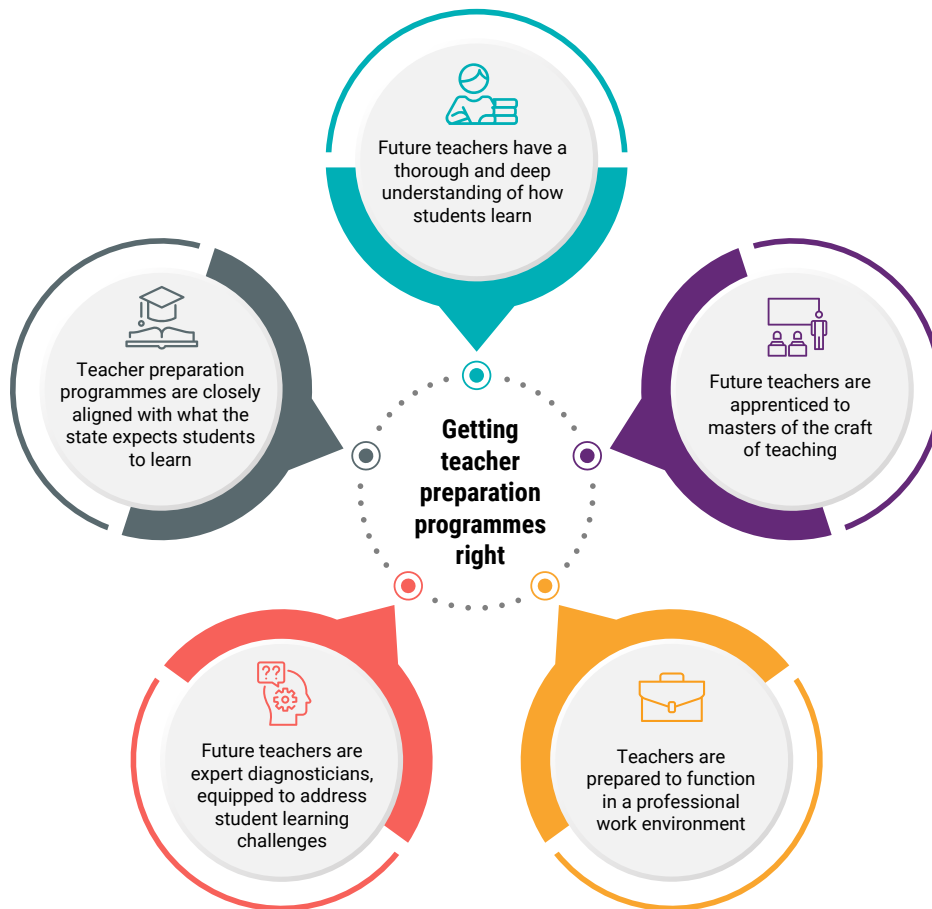 Future teachers have a
thorough and deep
understanding of how
students learn
Teacher preparation
programmes are closely
aligned with what the
state expects students
to learn
Future teachers are
apprenticed to
masters of the craft
of teaching
Getting
teacher
preparation
programmes
right
??
Future teachers are
expert diagnosticians,
equipped to address
student learning
challenges
Teachers are
prepared to function
in a professional
work environment